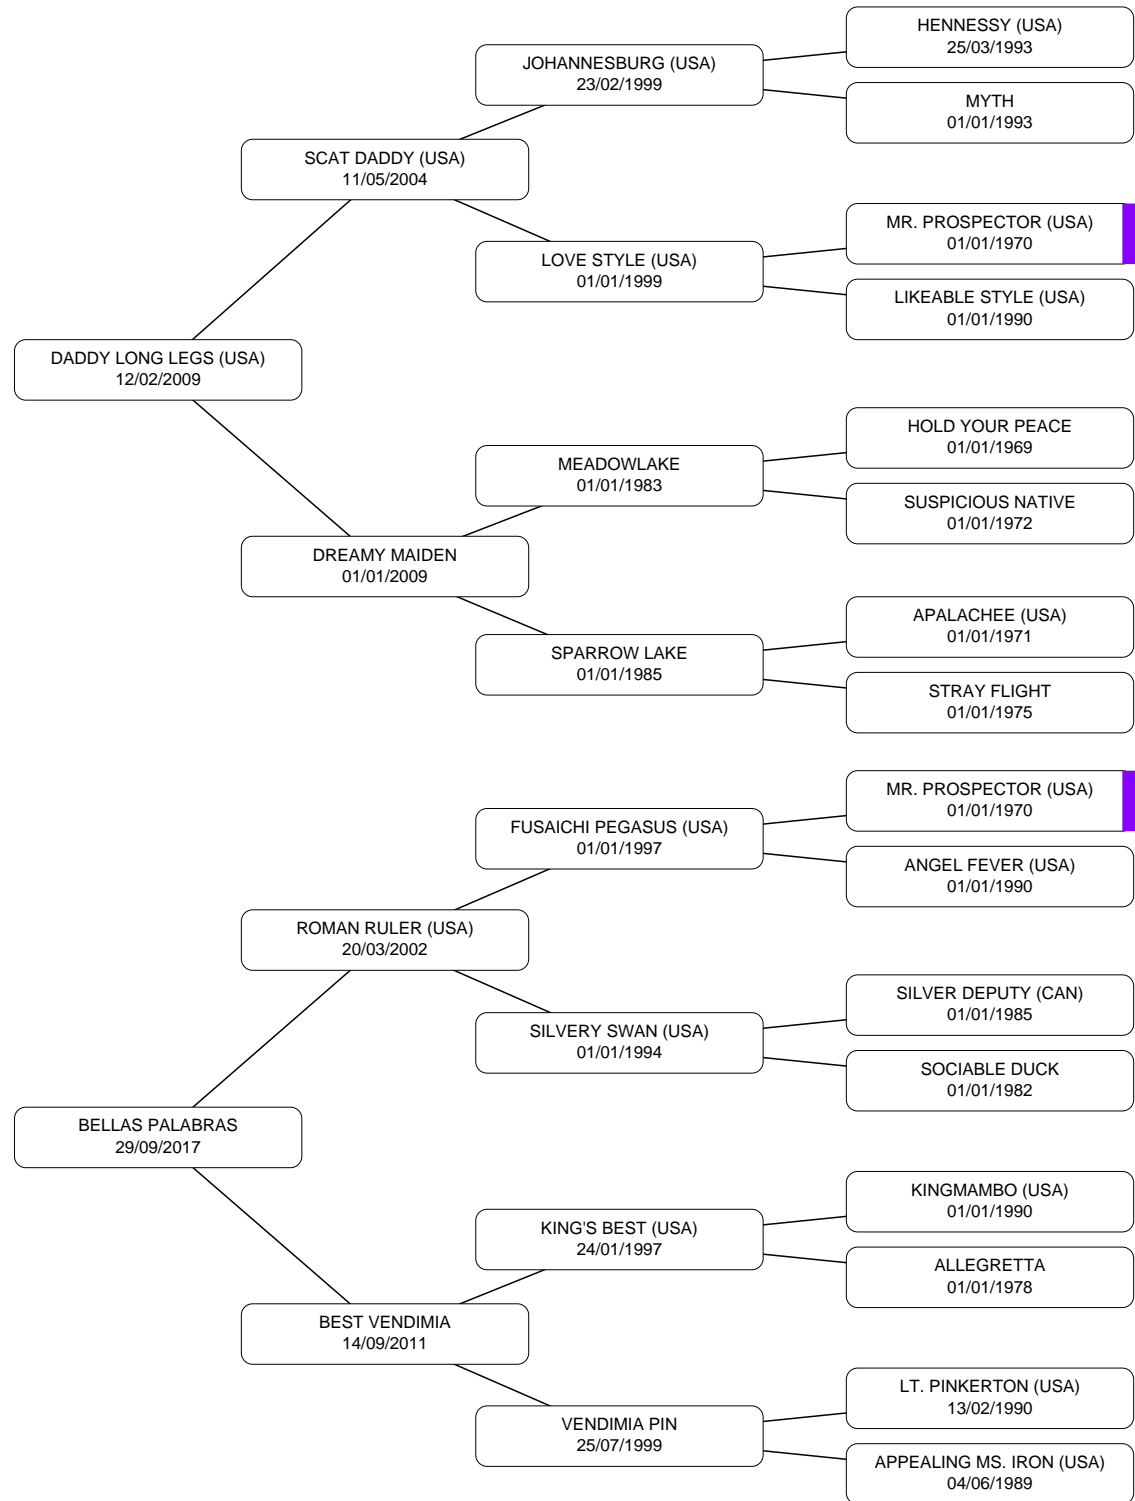 HENNESSY (USA)
25/03/1993
JOHANNESBURG (USA)
23/02/1999
MYTH
01/01/1993
SCAT DADDY (USA)
11/05/2004
MR. PROSPECTOR (USA)
01/01/1970
LOVE STYLE (USA)
01/01/1999
LIKEABLE STYLE (USA)
01/01/1990
DADDY LONG LEGS (USA)
12/02/2009
HOLD YOUR PEACE
01/01/1969
MEADOWLAKE
01/01/1983
SUSPICIOUS NATIVE
01/01/1972
DREAMY MAIDEN
01/01/2009
APALACHEE (USA)
01/01/1971
SPARROW LAKE
01/01/1985
STRAY FLIGHT
01/01/1975
MR. PROSPECTOR (USA)
01/01/1970
FUSAICHI PEGASUS (USA)
01/01/1997
ANGEL FEVER (USA)
01/01/1990
ROMAN RULER (USA)
20/03/2002
SILVER DEPUTY (CAN)
01/01/1985
SILVERY SWAN (USA)
01/01/1994
SOCIABLE DUCK
01/01/1982
BELLAS PALABRAS
29/09/2017
KINGMAMBO (USA)
01/01/1990
KING'S BEST (USA)
24/01/1997
ALLEGRETTA
01/01/1978
BEST VENDIMIA
14/09/2011
LT. PINKERTON (USA)
13/02/1990
VENDIMIA PIN
25/07/1999
APPEALING MS. IRON (USA)
04/06/1989